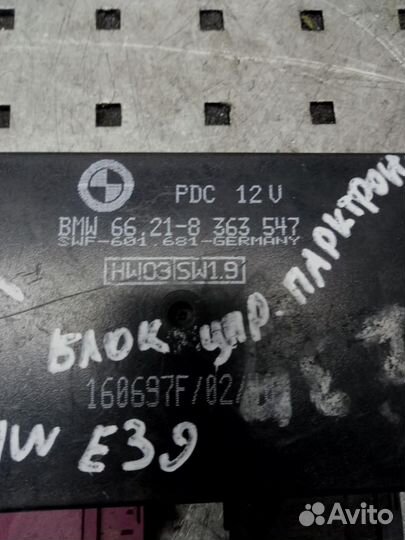 PDC 12V
BMW 66.21-8 363 547
SWF-601.681-GERMANY
HW03 SW1.9
БЛОК УПР. ПАРКТРОН
160697F/02/
E39
Avito